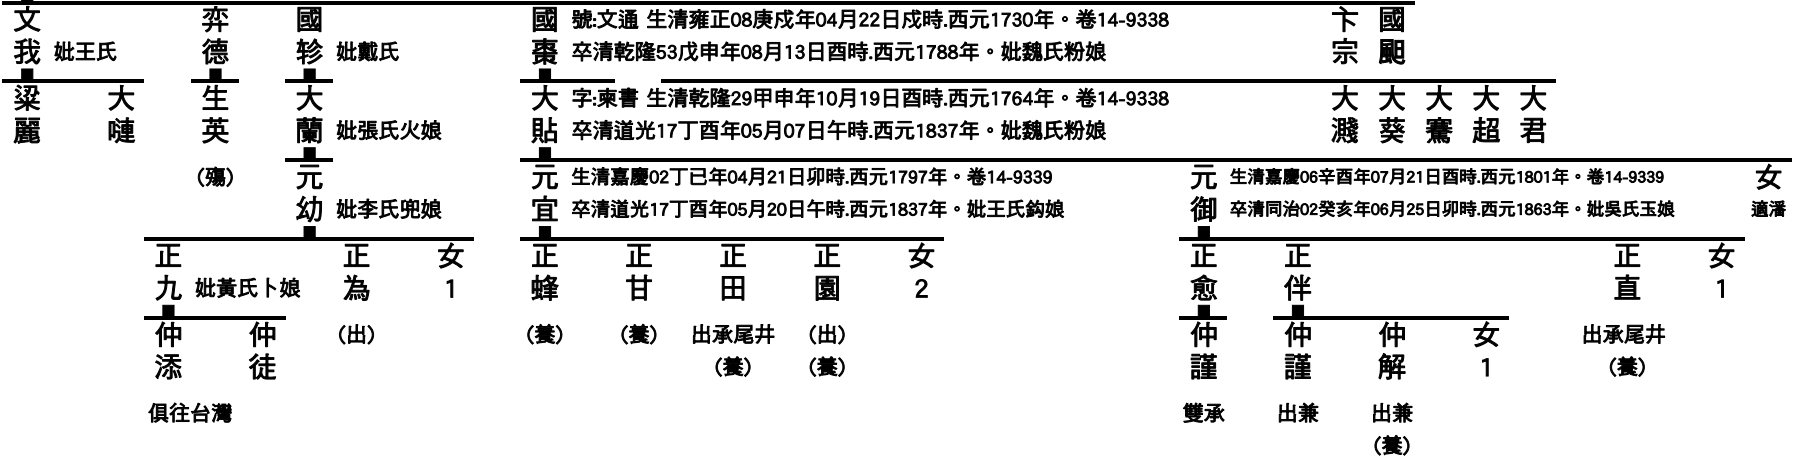 文我 妣王氏
弈德
國軫 妣戴氏
國棗 號:文通 生清雍正08庚戍年04月22日戍時.西元1730年。卷14-9338
卒清乾隆53戊申年08月13日酉時.西元1788年。妣魏氏粉娘
卞宗
國颶
粱麗
大嗹
生英
(殤)
大蘭 妣張氏火娘
大貼 字:柬書 生清乾隆29甲申年10月19日酉時.西元1764年。卷14-9338
卒清道光17丁酉年05月07日午時.西元1837年。妣魏氏粉娘
大濺
大葵
大騫
大超
大君
元幼 妣李氏兜娘
元宜 生清嘉慶02丁已年04月21日卯時.西元1797年。卷14-9339
卒清道光17丁酉年05月20日午時.西元1837年。妣王氏鈎娘
元御 生清嘉慶06辛酉年07月21日酉時.西元1801年。卷14-9339
卒清同治02癸亥年06月25日卯時.西元1863年。妣吳氏玉娘
女
適潘
正九 妣黃氏卜娘
正為
(出)
女1
正蜂
(養)
正甘
(養)
正田
出承尾井
(養)
正園
(出)
(養)
女2
正愈
正伴
正直
出承尾井
(養)
女1
仲添
仲徒
俱往台灣
仲謹
雙承
仲謹
出兼
仲解
出兼
(養)
女1